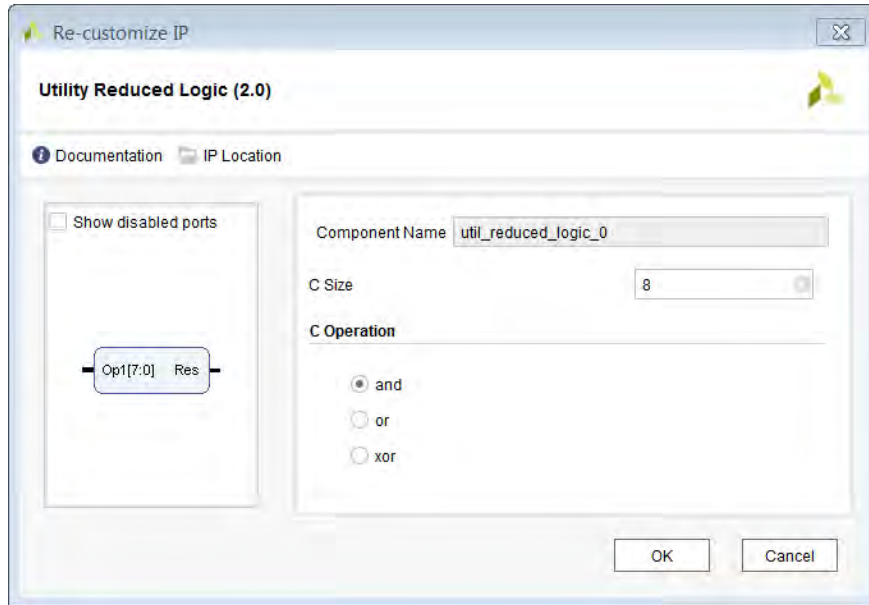 Re-customize IP
Utility Reduced Logic (2.0)
Documentation IP Location
Show disabled ports
Op1[7:0] Res
Component Name util_reduced_logic_0
C Size 8
C Operation
and
or
xor
OK Cancel